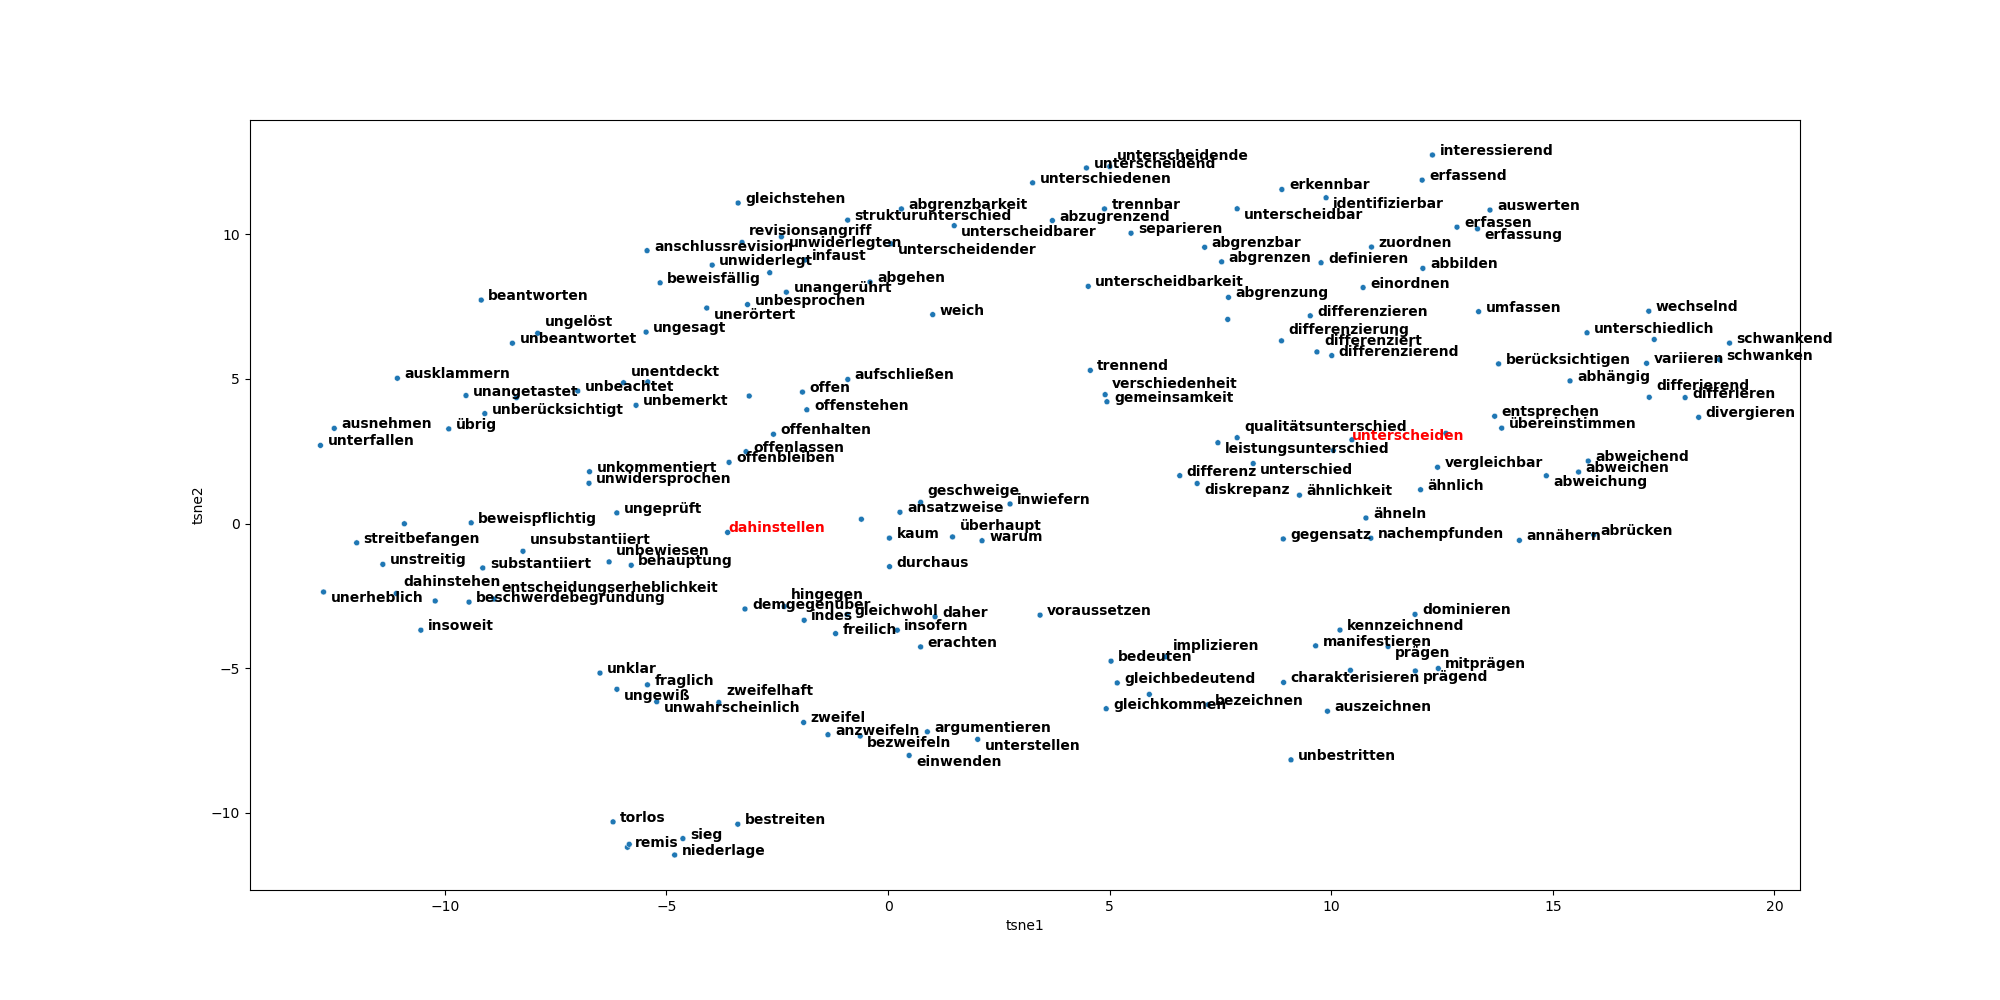 interessierend
unterscheidende
unterscheidend
erfassend
unterschiedenen
erkennbar
gleichstehen
identifizierbar
abgrenzbarkeit
trennbar
auswerten
strukturunterschied
abzugrenzend
unterscheidbar
erfassen
revisionsangriff
unterscheidbarer
separieren
erfassung
unwiderlegten
abgrenzbar
zuordnen
anschlussrevision
unterscheidender
infaust
unwiderlegt
abgrenzen
definieren
abbilden
beweisfällig
abgehen
unterscheidbarkeit
einordnen
unangerührt
abgrenzung
beantworten
unbesprochen
weich
umfassen
wechselnd
unerörtert
differenzieren
ungelöst
ungesagt
differenzierung
unterschiedlich
unbeantwortet
differenziert
schwankend
differenzierend
berücksichtigen
variieren
schwanken
ausklammern
unentdeckt
aufschließen
trennend
abhängig
unangetastet
unbeachtet
offen
verschiedenheit
differierend
unbemerkt
gemeinsamkeit
differieren
unberücksichtigt
offenstehen
entsprechen
divergieren
ausnehmen
übrig
offenhalten
qualitätsunterschied
übereinstimmen
unterfallen
offenlassen
unterscheiden
offenbleiben
leistungsunterschied
unkommentiert
differenz
unterschied
vergleichbar
abweichend
abweichen
unwidersprochen
diskrepanz
ähnlichkeit
ähnlich
abweichung
geschweige
inwiefern
ungeprüft
ansatzweise
ähneln
beweispflichtig
dahinstellen
überhaupt
streitbefangen
unsubstantiiert
kaum
warum
gegensatz
nachempfunden
annähern
abrücken
unbewiesen
unstreitig
substantiiert
behauptung
durchaus
dahinstehen
entscheidungserheblichkeit
unerheblich
beschwerdebegründung
hingegen
demgegenüber
gleichwohl
daher
voraussetzen
dominieren
indes
insoweit
freilich
insofern
kennzeichnend
erachten
manifestieren
implizieren
prägen
bedeuten
mitprägen
unklar
fraglich
gleichbedeutend
charakterisieren
prägend
ungewiß
zweifelhaft
unwahrscheinlich
gleichkommen
bezeichnen
auszeichnen
zweifel
anzweifeln
argumentieren
bezweifeln
unterstellen
einwenden
unbestritten
torlos
bestreiten
sieg
remis
niederlage
10
5
0
−5
−10
tsne2
−10
−5
0
5
10
15
20
tsne1